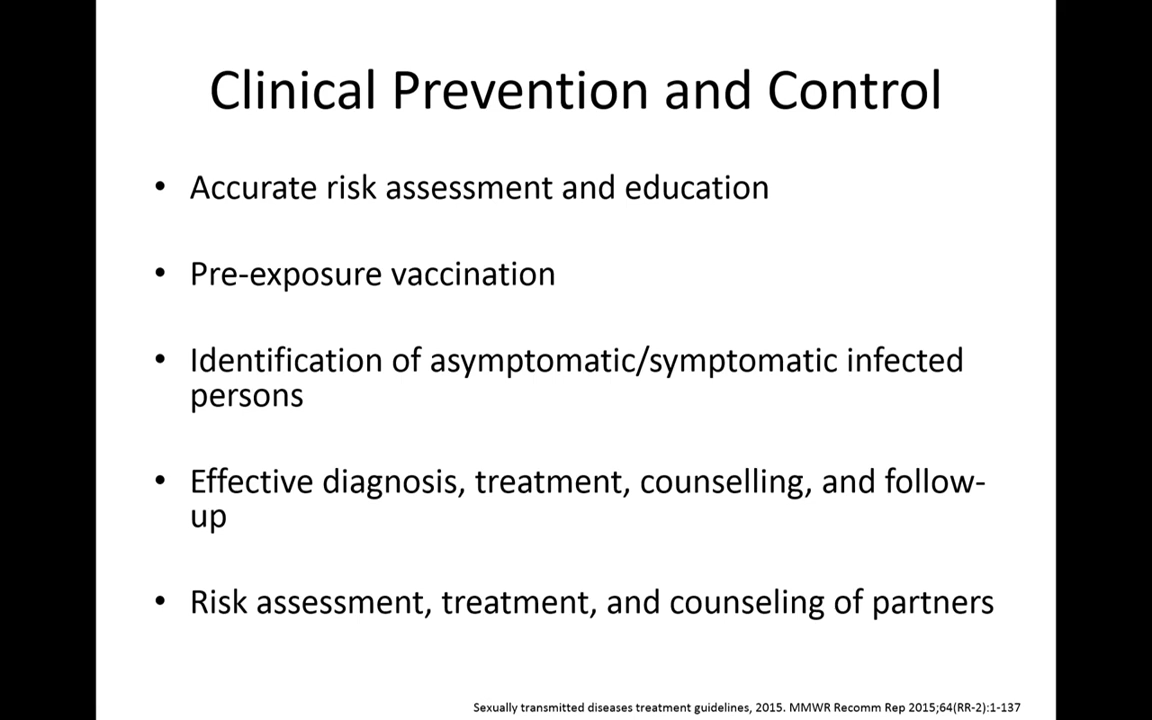 Clinical Prevention and Control
• Accurate risk assessment and education
• Pre-exposure vaccination
• Identification of asymptomatic/symptomatic infected
persons
• Effective diagnosis, treatment, counselling, and follow-
up
• Risk assessment, treatment, and counseling of partners
Sexually transmitted diseases treatment guidelines, 2015. MMWR Recomm Rep 2015;64(RR-2):1-137